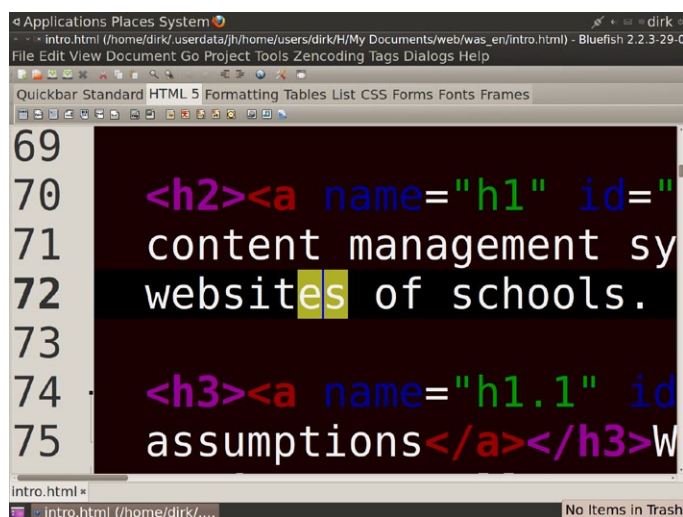 Applications Places System dirk
intro.html (/home/dirk/.userdata/jh/home/users/dirk/H/My Documents/web/was_en/intro.html) - Bluefish 2.2.3-29-0
File Edit View Document Go Project Tools Zencoding Tags Dialogs Help
Quickbar Standard HTML 5 Formatting Tables List CSS Forms Fonts Frames
69
70 <h2><a name="h1" id="
71 content management sy
72 websites of schools.
73
74 <h3><a name="h1.1" id
75 assumptions</a></h3>W
intro.html
intro.html (/home/dirk/.... No Items in Trash